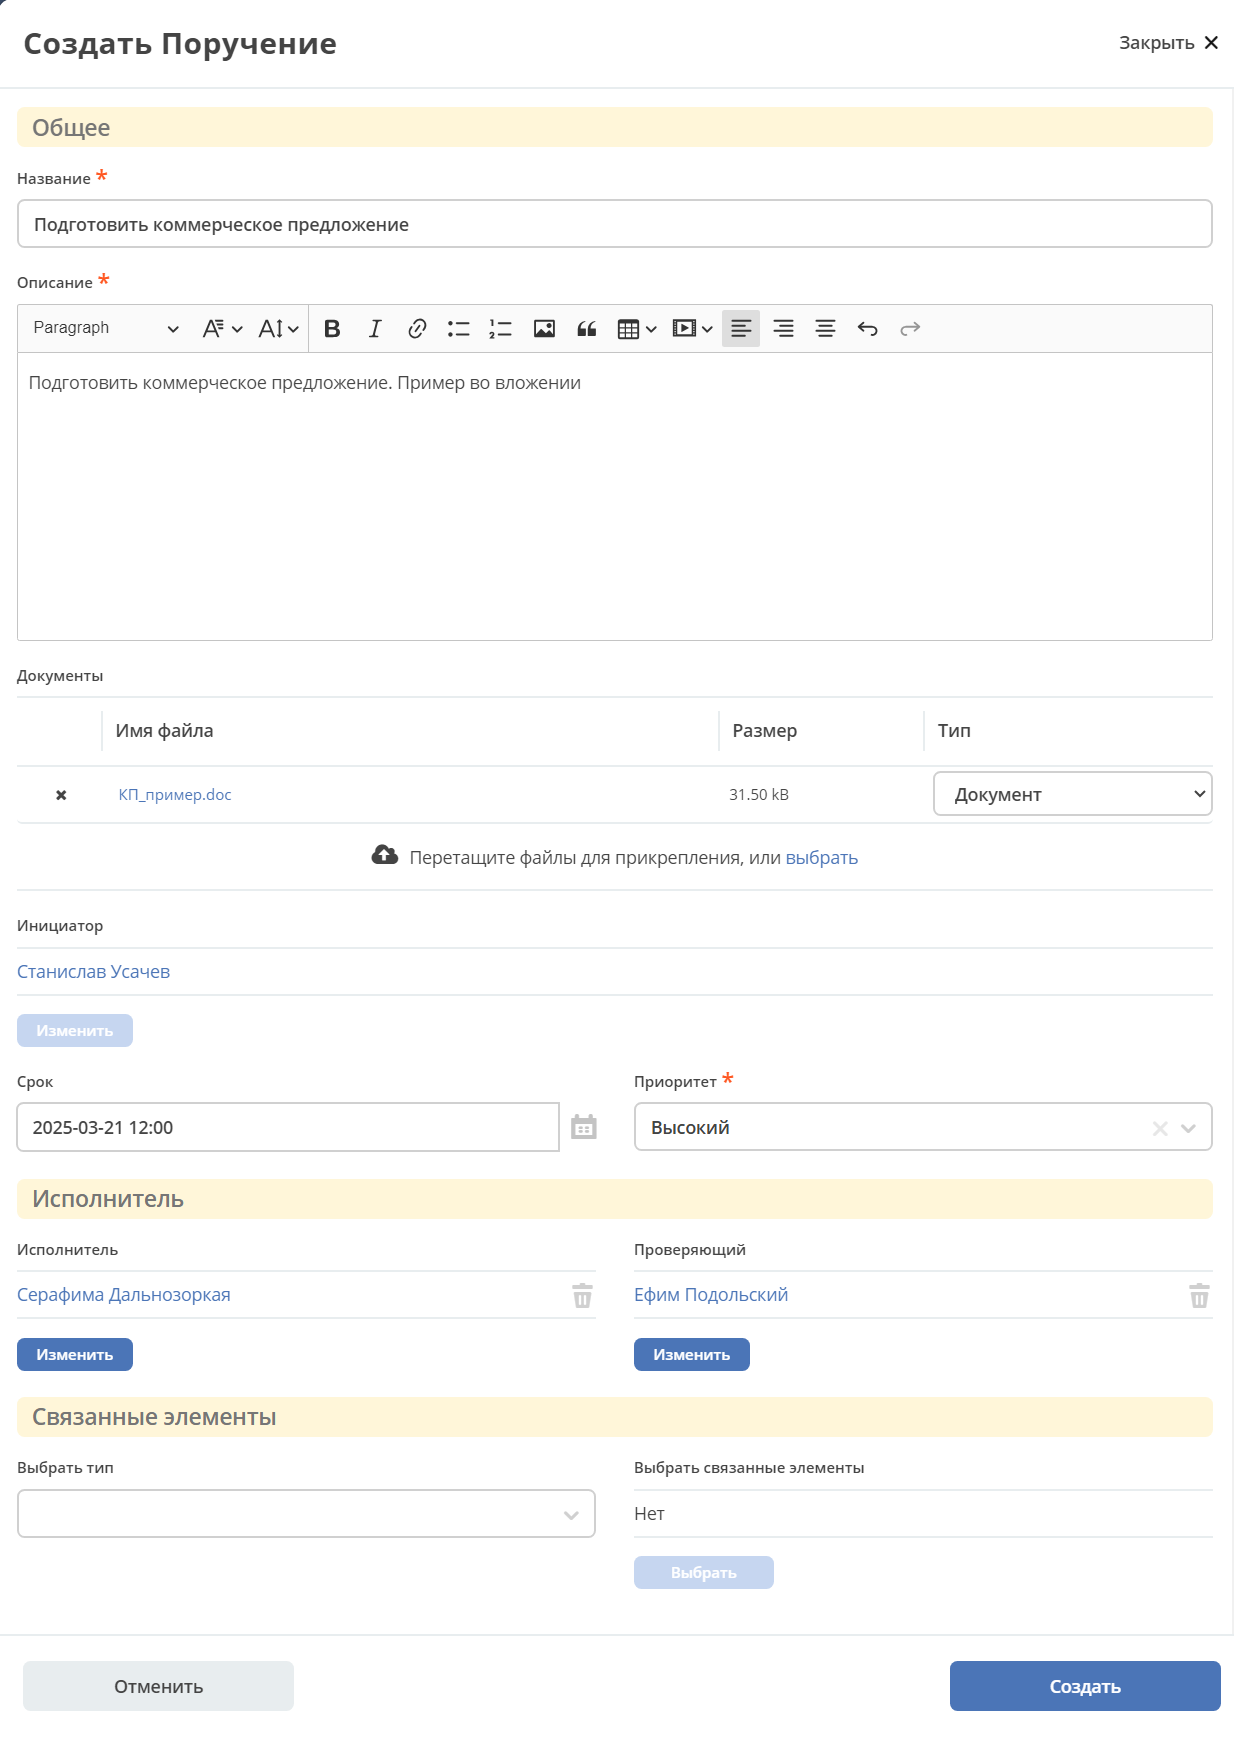 Создать Поручение
Закрыть
Общее
Название *
Подготовить коммерческое предложение
Описание *
Paragraph
Подготовить коммерческое предложение. Пример во вложении
Документы
Имя файла Размер Тип
КП_пример.doc 31.50 kB Документ
Перетащите файлы для прикрепления, или выбрать
Инициатор
Станислав Усачев
Изменить
Срок Приоритет *
2025-03-21 12:00 Высокий
Исполнитель
Исполнитель Проверяющий
Серафима Дальнозоркая Ефим Подольский
Изменить Изменить
Связанные элементы
Выбрать тип Выбрать связанные элементы
Нет
Выбрать
Отменить Создать